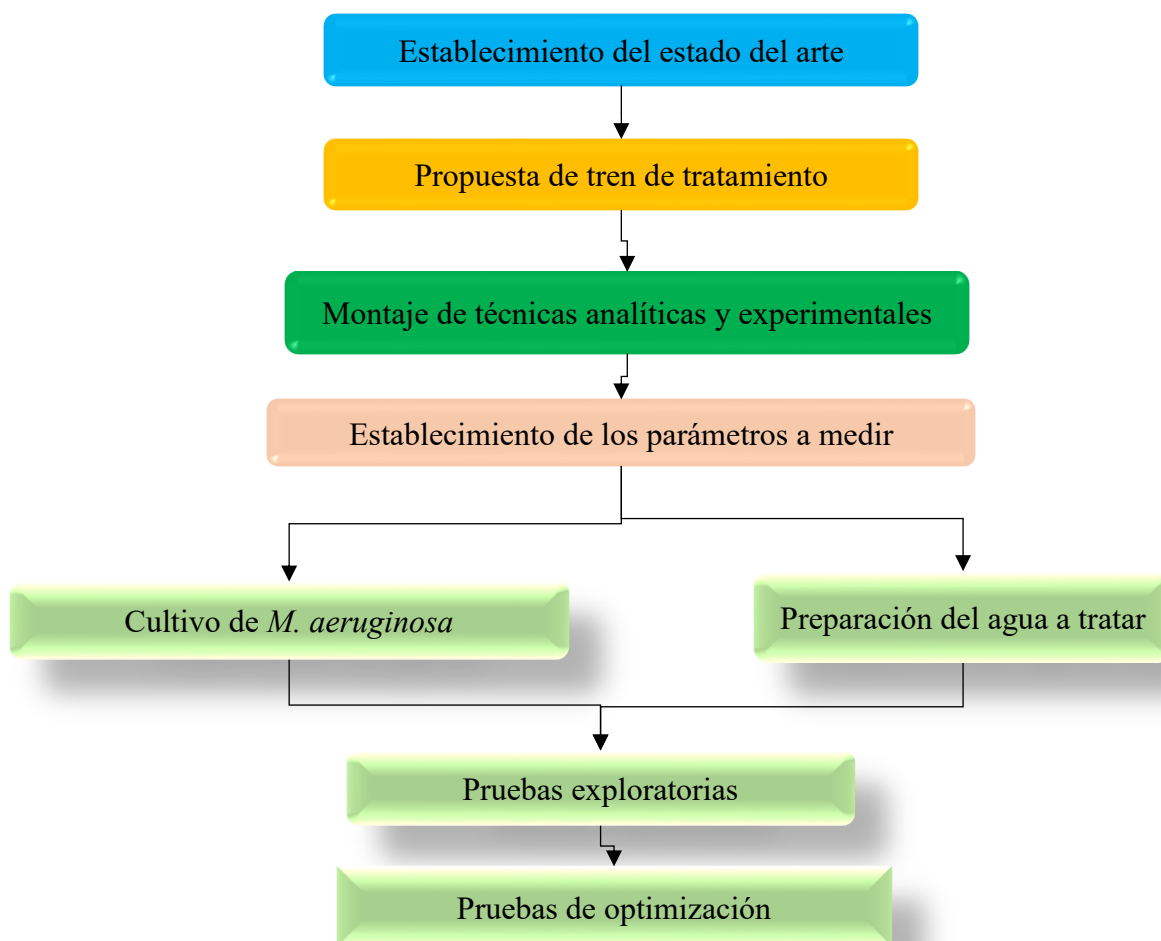 Establecimiento del estado del arte
Propuesta de tren de tratamiento
Montaje de técnicas analíticas y experimentales
Establecimiento de los parámetros a medir
Cultivo de M. aeruginosa
Preparación del agua a tratar
Pruebas exploratorias
Pruebas de optimización